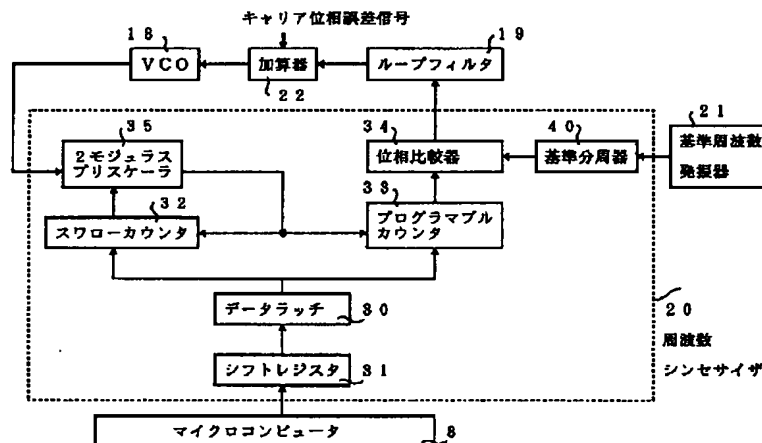 キャリア位相誤差信号
18
VCO
22
加算器
19
ループフィルタ
35
2モジュラス
プリスケーラ
34
位相比較器
40
基準分周器
21
基準周波数
発振器
32
スワローカウンタ
33
プログラマブル
カウンタ
データラッチ
30
シフトレジスタ
31
20
周波数
シンセサイザ
マイクロコンピュータ
8